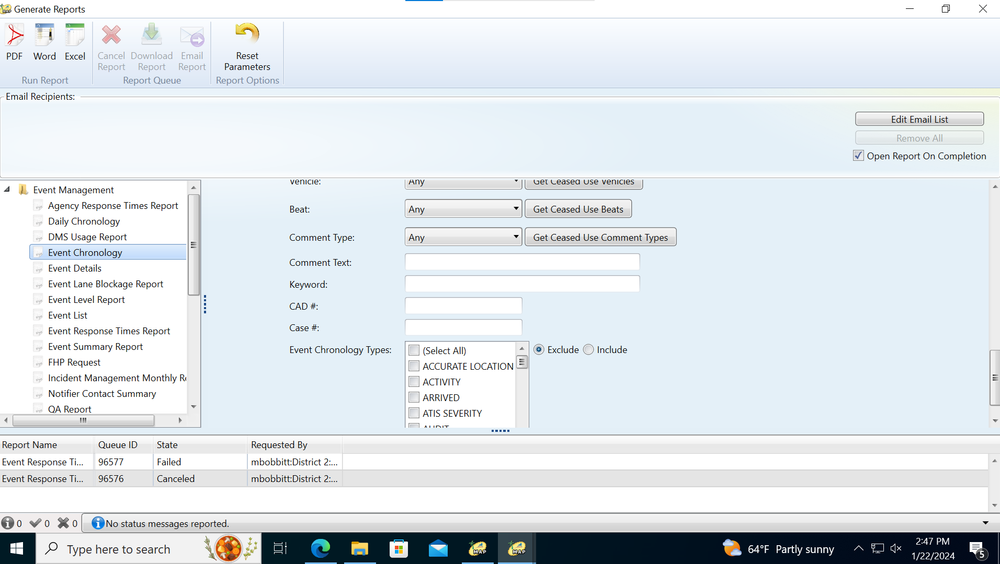 Generate Reports
PDF Word Excel
Cancel Report
Download Report
Email Report
Reset Parameters
Run Report
Report Queue
Report Options
Email Recipients:
Edit Email List
Remove All
Open Report On Completion
Event Management
Agency Response Times Report
Daily Chronology
DMS Usage Report
Event Chronology
Event Details
Event Lane Blockage Report
Event Level Report
Event List
Event Response Times Report
Event Summary Report
FHP Request
Incident Management Monthly Re
Notifier Contact Summary
QA Report
Vehicle: Any Get Ceased Use Vehicles
Beat: Any Get Ceased Use Beats
Comment Type: Any Get Ceased Use Comment Types
Comment Text:
Keyword:
CAD #:
Case #:
Event Chronology Types:
(Select All)
ACCURATE LOCATION
ACTIVITY
ARRIVED
ATIS SEVERITY
AUDIT
Exclude Include
Report Name Queue ID State Requested By
Event Response Ti... 96577 Failed mbobbitt:District 2:...
Event Response Ti... 96576 Canceled mbobbitt:District 2:...
0 0 0 No status messages reported.
Type here to search
MAP
MAP
64°F Partly sunny
2:47 PM
1/22/2024
5